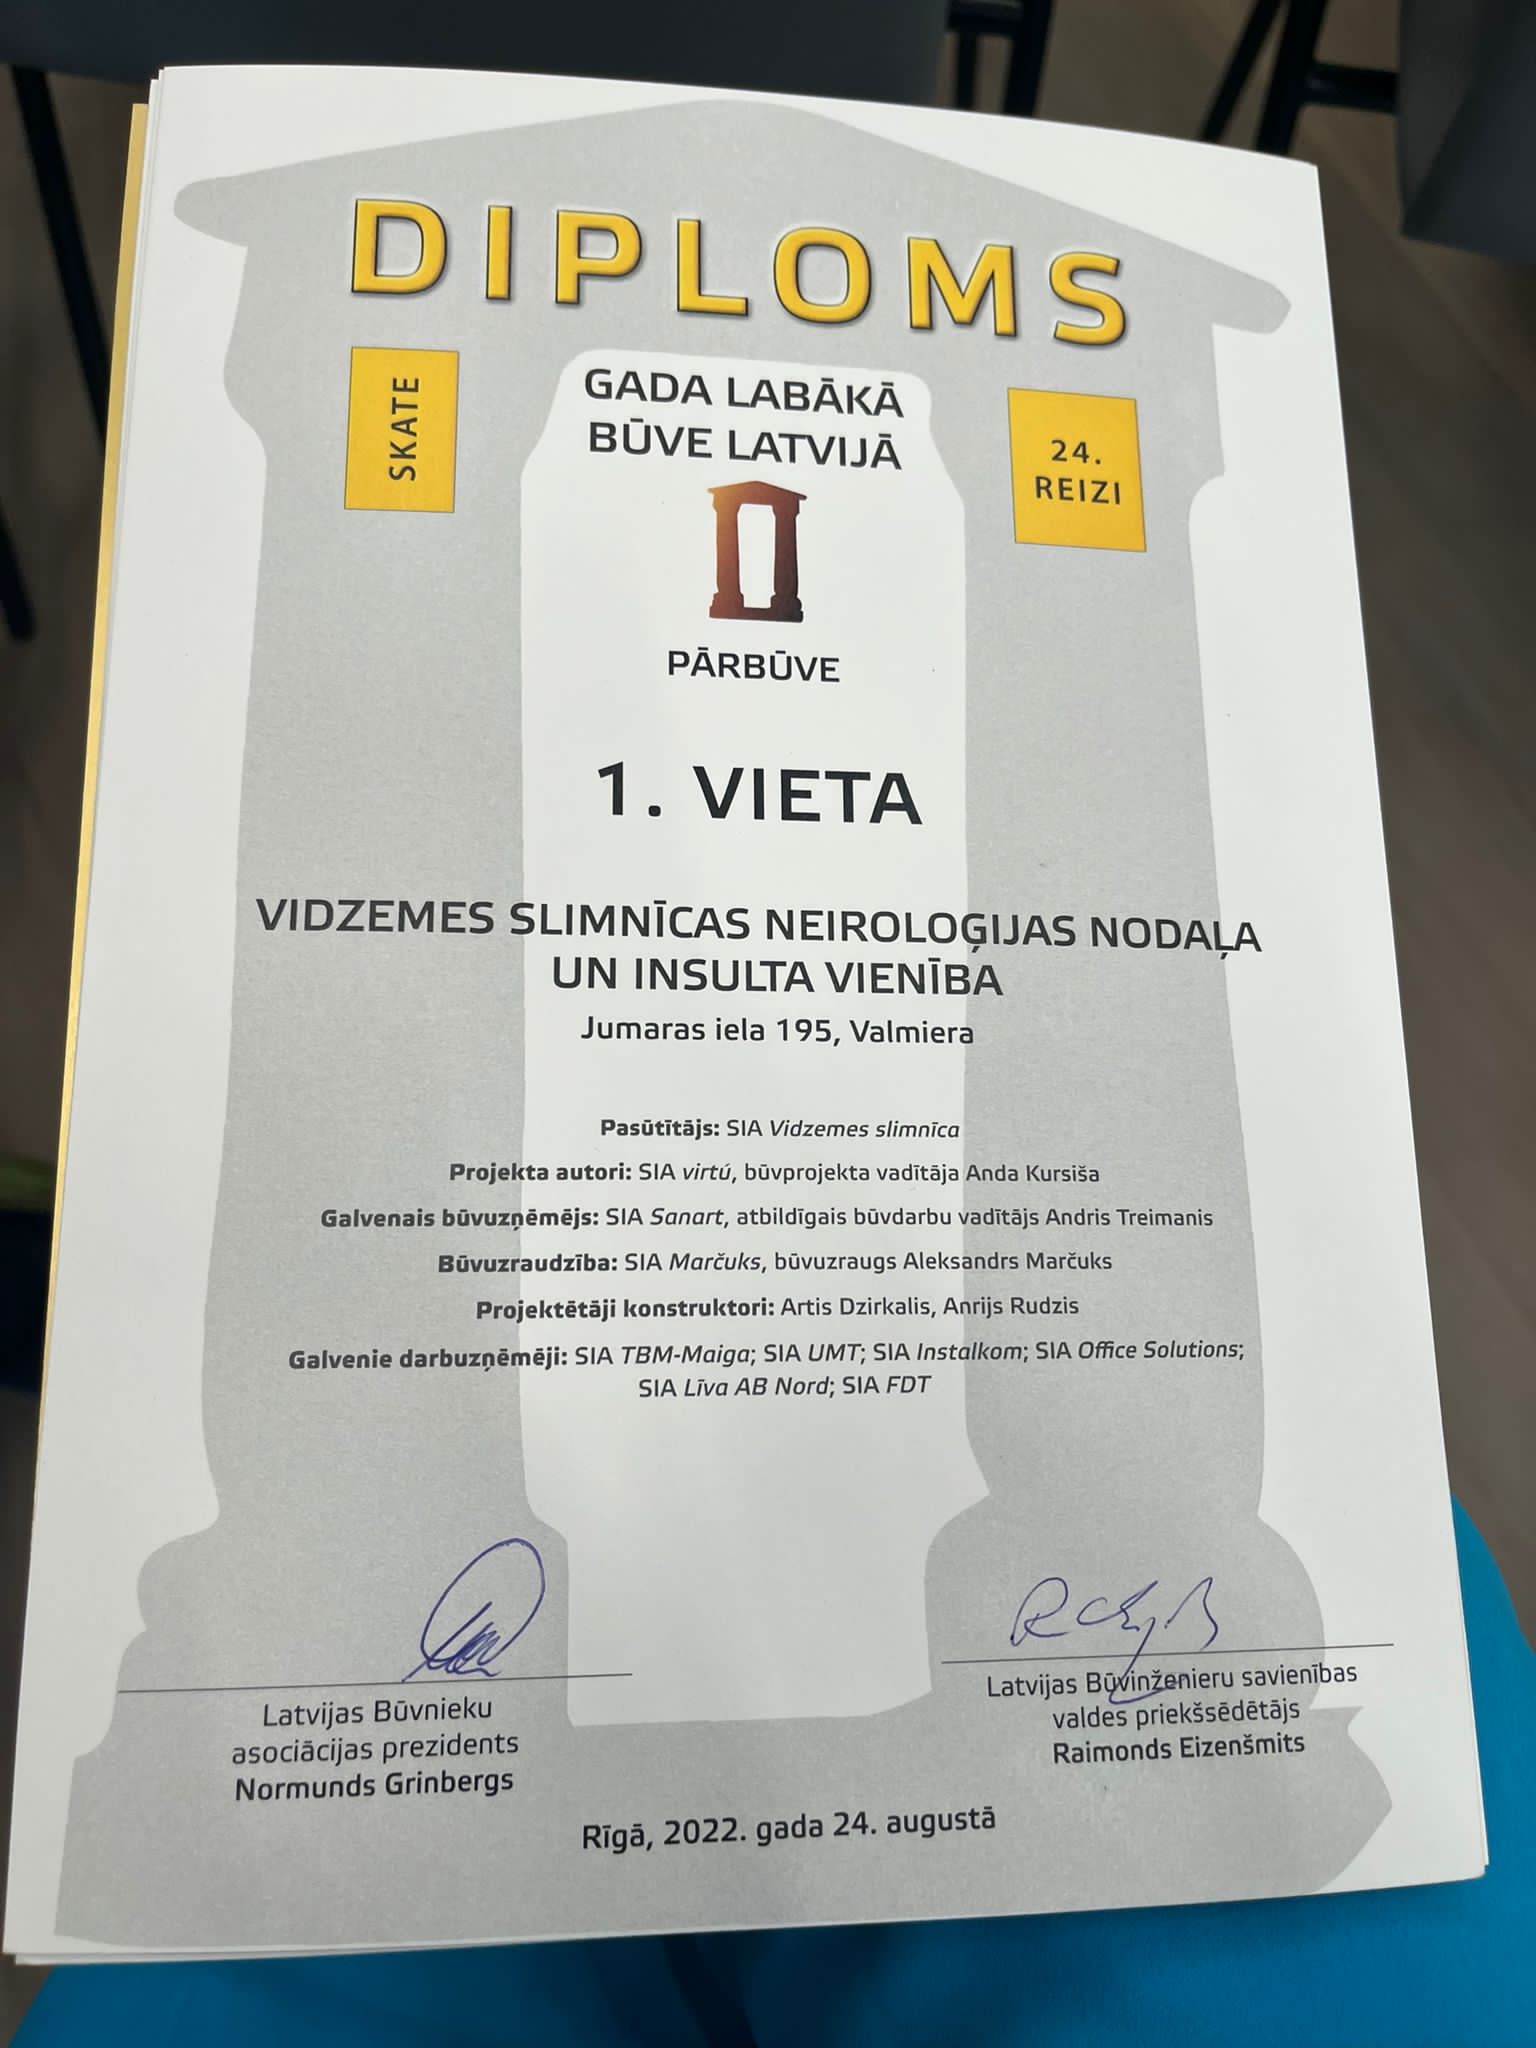 DIPLOMS
SKATE
GADA LABĀKĀ
BŪVE LATVIJĀ
24.
REIZI
PĀRBŪVE
1. VIETA
VIDZEMES SLIMNĪCAS NEIROLOĢIJAS NODAĻA
UN INSULTA VIENĪBA
Jumaras iela 195, Valmiera
Pasūtītājs: SIA Vidzemes slimnīca
Projekta autori: SIA virtú, būvprojekta vadītāja Anda Kursiša
Galvenais būvuzņēmējs: SIA Sanart, atbildīgais būvdarbu vadītājs Andris Treimanis
Būvuzraudzība: SIA Marčuks, būvuzraugs Aleksandrs Marčuks
Projektētāji konstruktori: Artis Dzirkalis, Anrijs Rudzis
Galvenie darbuzņēmēji: SIA TBM-Maiga; SIA UMT; SIA Instalkom; SIA Office Solutions;
SIA Līva AB Nord; SIA FDT
Latvijas Būvnieku
asociācijas prezidents
Normunds Grinbergs
Latvijas Būvinženieru savienības
valdes priekšsēdētājs
Raimonds Eizenšmits
Rīgā, 2022. gada 24. augustā